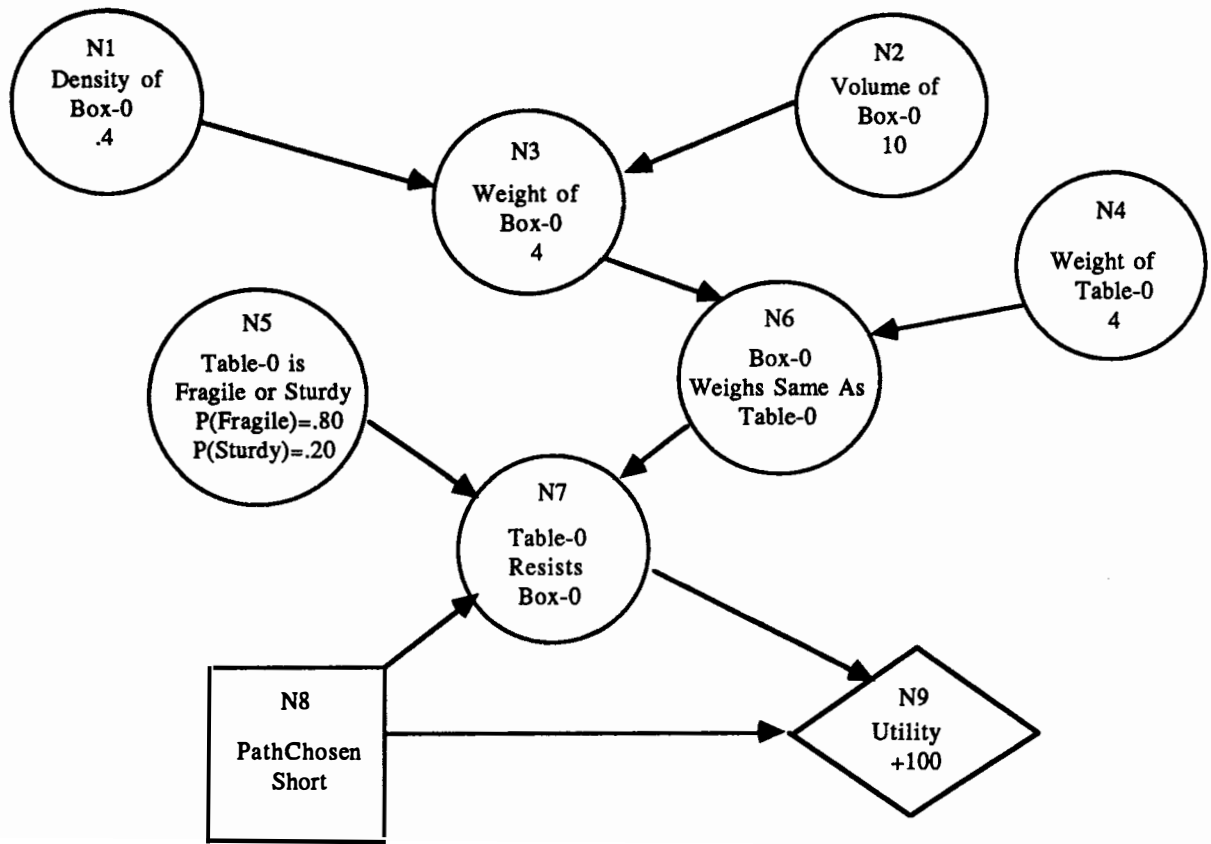 N1
Density of
Box-0
.4
N2
Volume of
Box-0
10
N3
Weight of
Box-0
4
N4
Weight of
Table-0
4
N5
Table-0 is
Fragile or Sturdy
P(Fragile)=.80
P(Sturdy)=.20
N6
Box-0
Weighs Same As
Table-0
N7
Table-0
Resists
Box-0
N8
PathChosen
Short
N9
Utility
+100